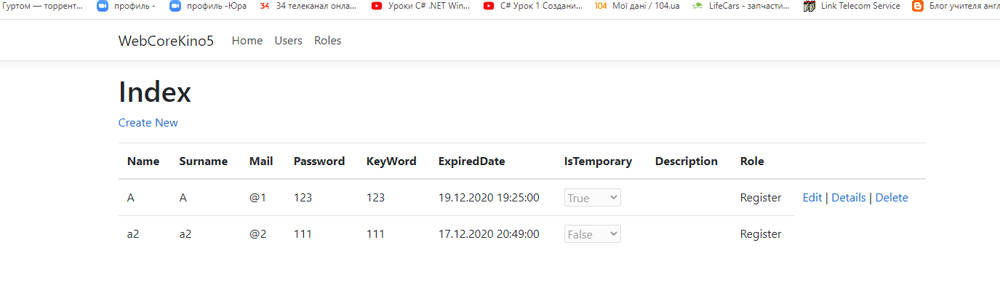 Гуртом — торрент... профиль - профиль -Юра 34 телеканал онла... Уроки C# .NET Win... C# Урок 1 Создани... 104 Мої дані / 104.ua LifeCars - запчасти... Link Telecom Service Блог учителя англ
WebCoreKino5 Home Users Roles
Index
Create New
Name Surname Mail Password KeyWord ExpiredDate IsTemporary Description Role
A A @1 123 123 19.12.2020 19:25:00 True Register Edit | Details | Delete
a2 a2 @2 111 111 17.12.2020 20:49:00 False Register